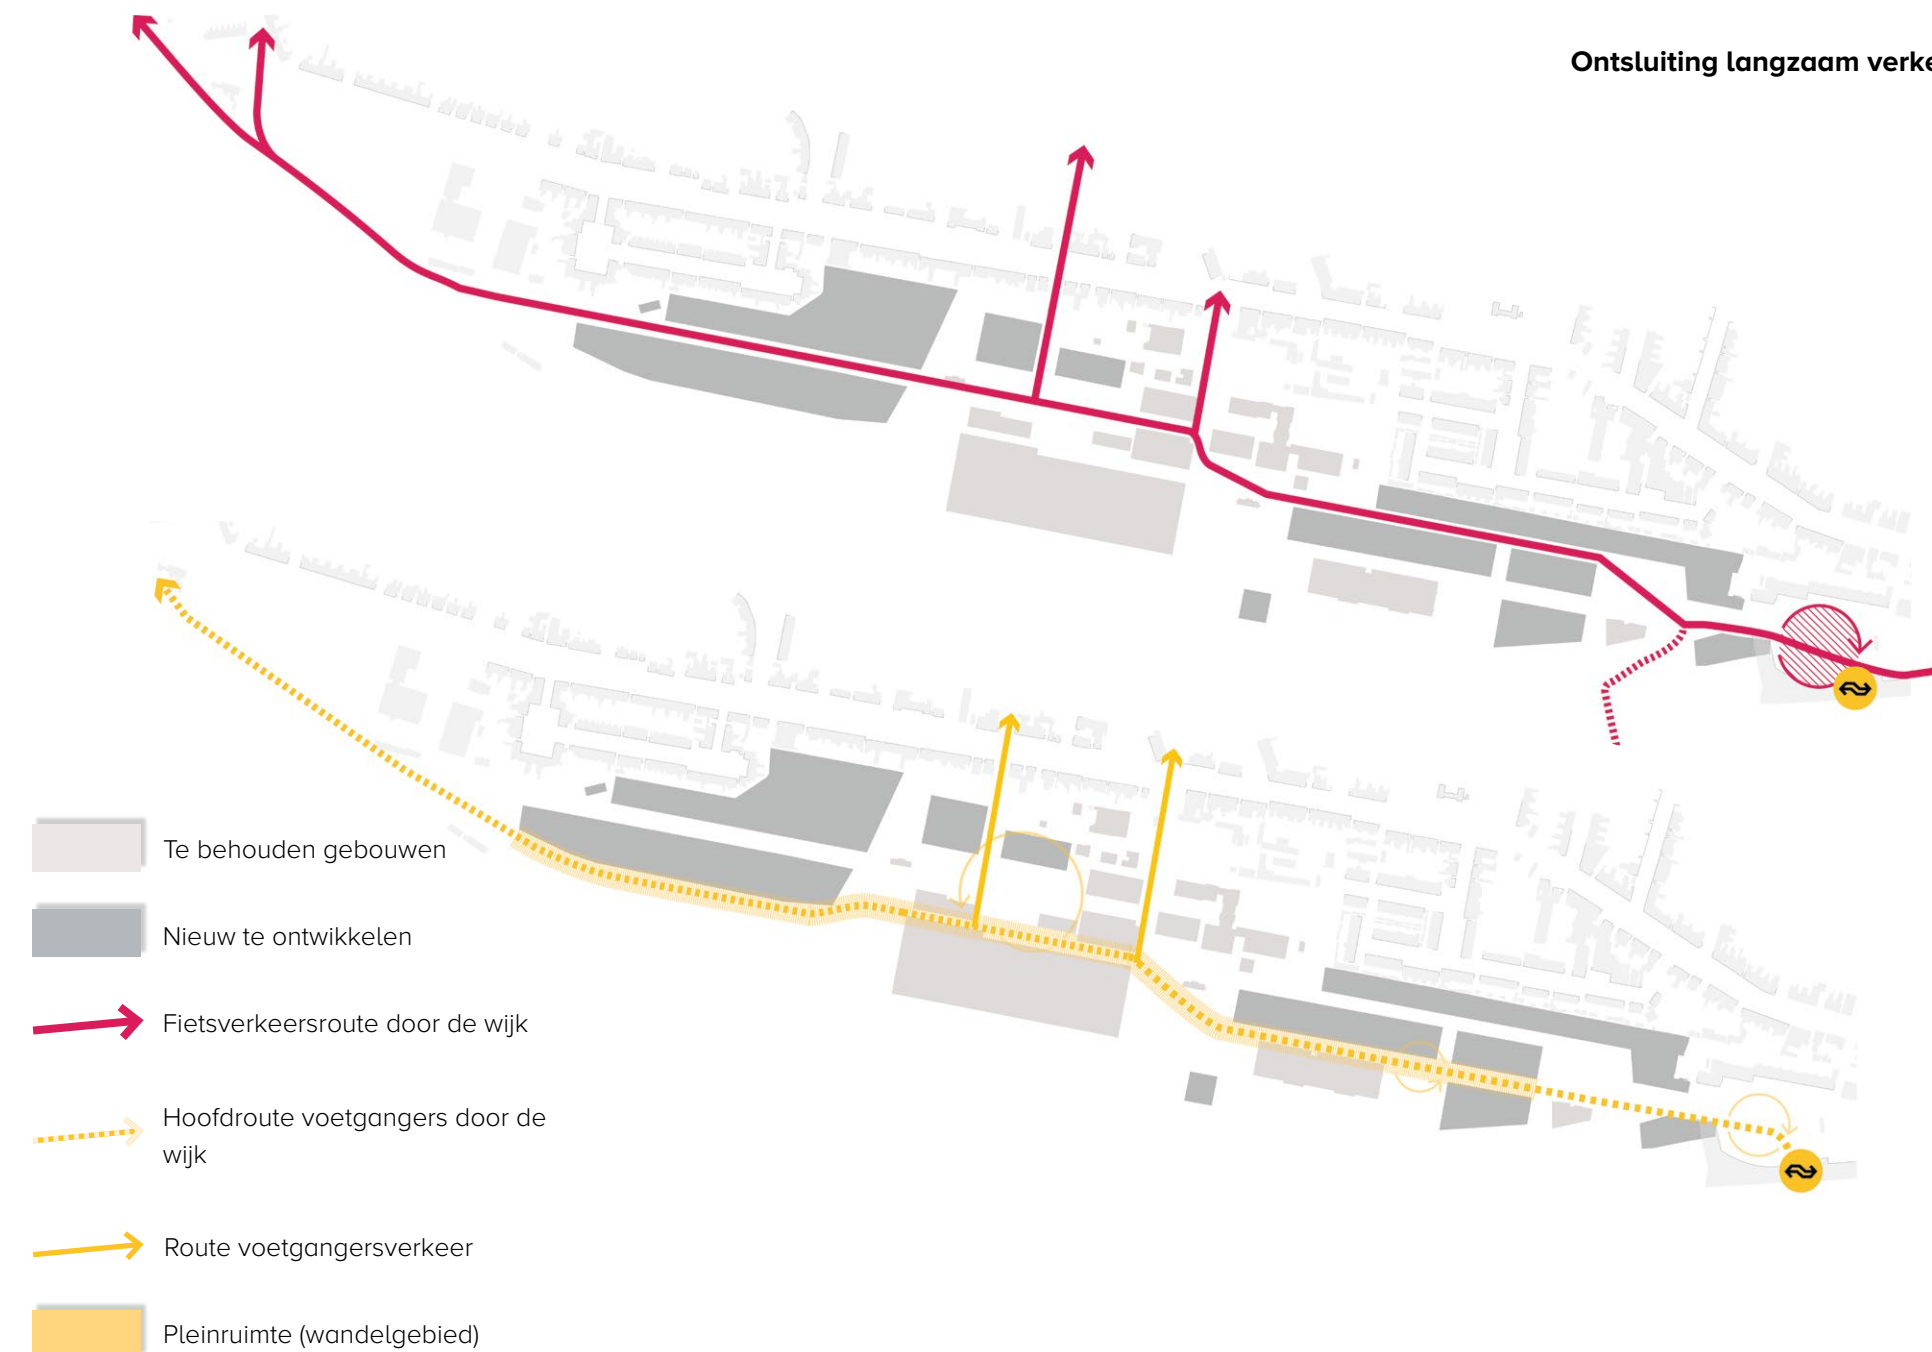 Ontsluiting langzaam verke
Te behouden gebouwen
Nieuw te ontwikkelen
Fietsverkeersroute door de wijk
Hoofdroute voetgangers door de
wijk
Route voetgangersverkeer
Pleinruimte (wandelgebied)